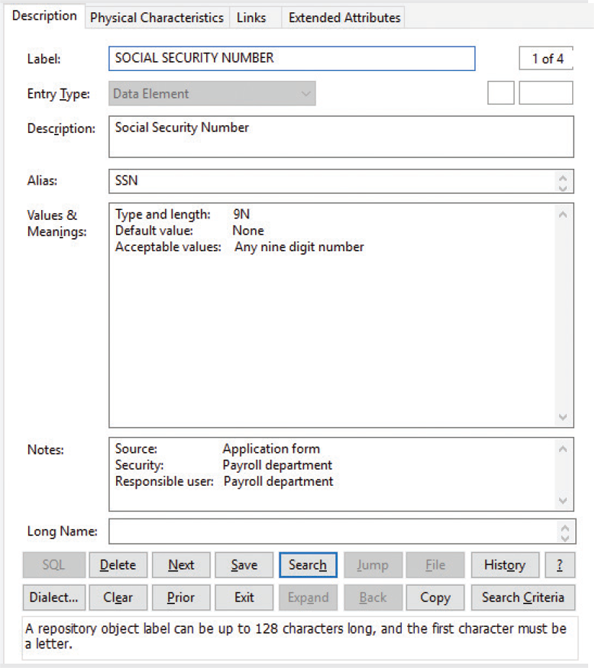 Description Physical Characteristics Links Extended Attributes
Label: SOCIAL SECURITY NUMBER 1 of 4
Entry Type: Data Element
Description: Social Security Number
Alias: SSN
Values & Meanings:
Type and length: 9N
Default value: None
Acceptable values: Any nine digit number
Notes: Source: Application form
Security: Payroll department
Responsible user: Payroll department
Long Name:
SQL Delete Next Save Search Jump File History ?
Dialect... Clear Prior Exit Expand Back Copy Search Criteria
A repository object label can be up to 128 characters long, and the first character must be
a letter.